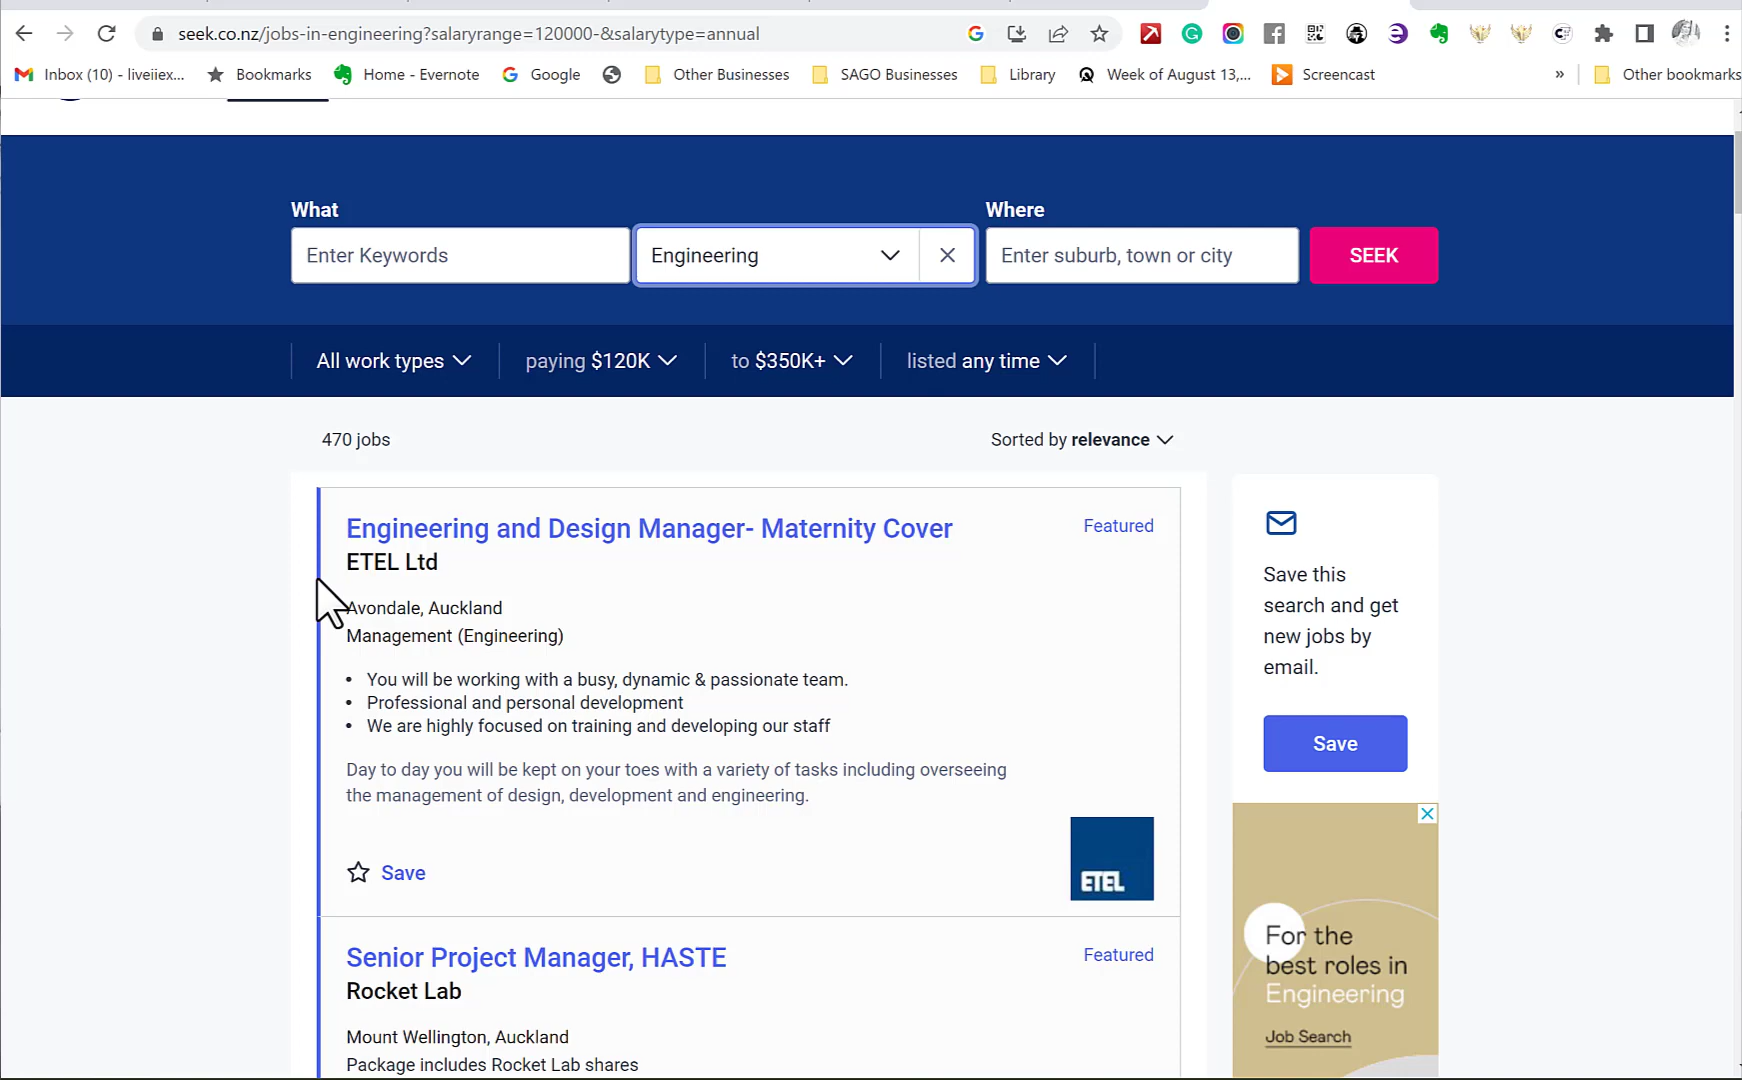 seek.co.nz/jobs-in-engineering?salaryrange=120000-&salarytype=annual
Inbox (10) - liveiiex...
Bookmarks
Home - Evernote
Google
Other Businesses
SAGO Businesses
Library
Week of August 13,...
Screencast
»
Other bookmarks
What
Where
Enter Keywords
Engineering
Enter suburb, town or city
SEEK
All work types
paying $120K
to $350K+
listed any time
470 jobs
Sorted by relevance
Engineering and Design Manager- Maternity Cover
Featured
ETEL Ltd
Avondale, Auckland
Management (Engineering)
• You will be working with a busy, dynamic & passionate team.
• Professional and personal development
• We are highly focused on training and developing our staff
Day to day you will be kept on your toes with a variety of tasks including overseeing
the management of design, development and engineering.
Save
ETEL
Senior Project Manager, HASTE
Featured
Rocket Lab
Mount Wellington, Auckland
Package includes Rocket Lab shares
Save this
search and get
new jobs by
email.
Save
For the
best roles in
Engineering
Job Search